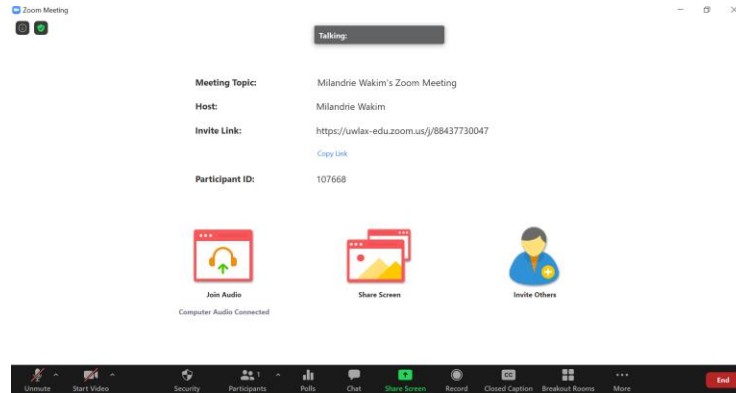 Zoom Meeting
Talking:
Meeting Topic: Milandrie Wakim's Zoom Meeting
Host: Milandrie Wakim
Invite Link: https://uwlax-edu.zoom.us/j/88437730047
Copy Link
Participant ID: 107668
Join Audio Share Screen Invite Others
Computer Audio Connected
Unmute Start Video Security Participants 1 Polls Chat Share Screen Record CC Closed Caption Breakout Rooms More End